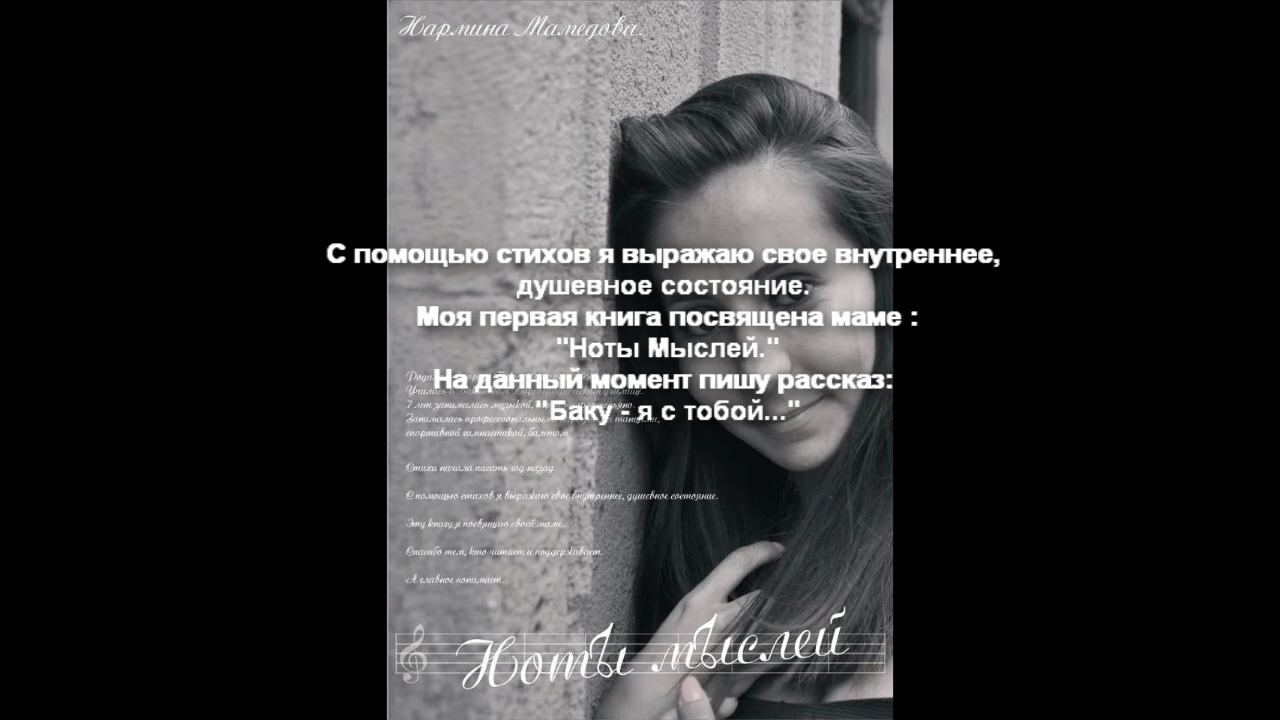 Нармина Мамедова.
С помощью стихов я выражаю свое внутреннее,
душевное состояние.
Моя первая книга посвящена маме :
"Ноты Мыслей."
На данный момент пишу рассказ:
"Баку - я с тобой..."
7 лет занималась музыкой,
спортивной гимнастикой, балетом
Стихи начала писать год назад.
С помощью стихов я выражаю свое внутреннее, душевное состояние.
Эту книгу я посвящаю своей маме...
Спасибо тем, кто читает и поддерживает.
А главное понимает.
Ноты мыслей